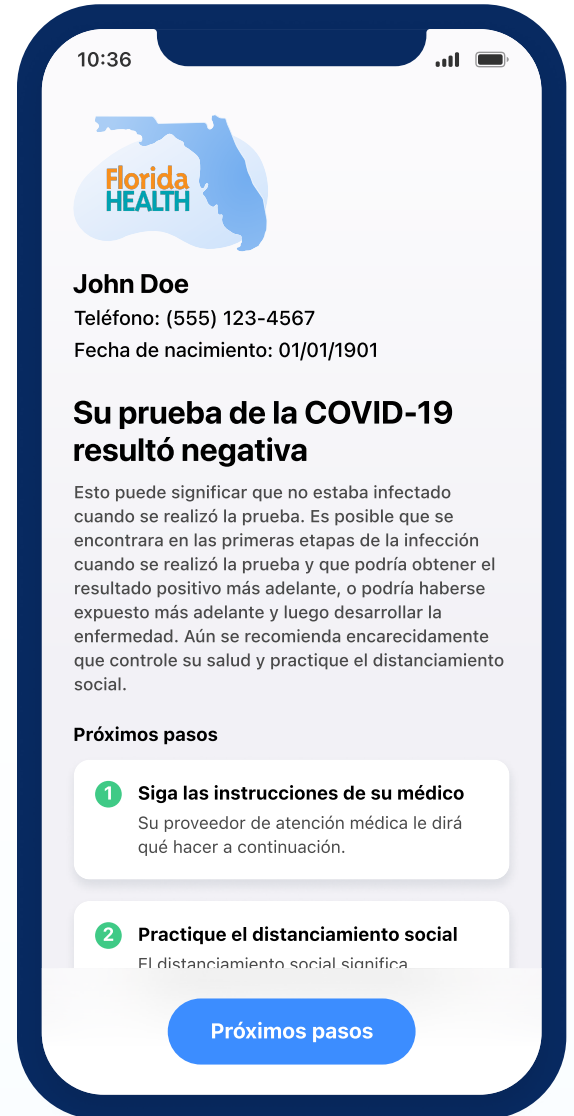 10:36
Florida
HEALTH
John Doe
Teléfono: (555) 123-4567
Fecha de nacimiento: 01/01/1901
Su prueba de la COVID-19
resultó negativa
Esto puede significar que no estaba infectado
cuando se realizó la prueba. Es posible que se
encontrara en las primeras etapas de la infección
cuando se realizó la prueba y que podría obtener el
resultado positivo más adelante, o podría haberse
expuesto más adelante y luego desarrollar la
enfermedad. Aún se recomienda encarecidamente
que controle su salud y practique el distanciamiento
social.
Próximos pasos
1 Siga las instrucciones de su médico
Su proveedor de atención médica le dirá
qué hacer a continuación.
2 Practique el distanciamiento social
El distanciamiento social significa
Próximos pasos